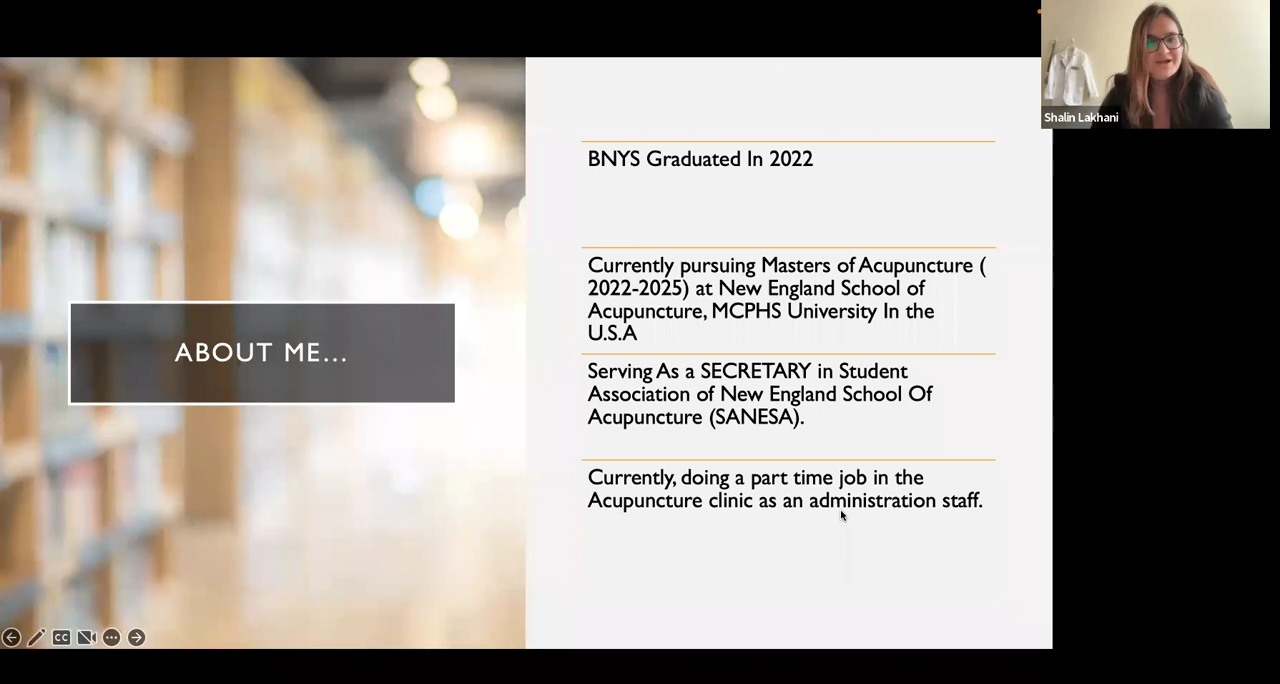 Shalin Lakhani
ABOUT ME...
BNYS Graduated In 2022
Currently pursuing Masters of Acupuncture (
2022-2025) at New England School of
Acupuncture, MCPHS University In the
U.S.A
Serving As a SECRETARY in Student
Association of New England School Of
Acupuncture (SANESA).
Currently, doing a part time job in the
Acupuncture clinic as an administration staff.
CC